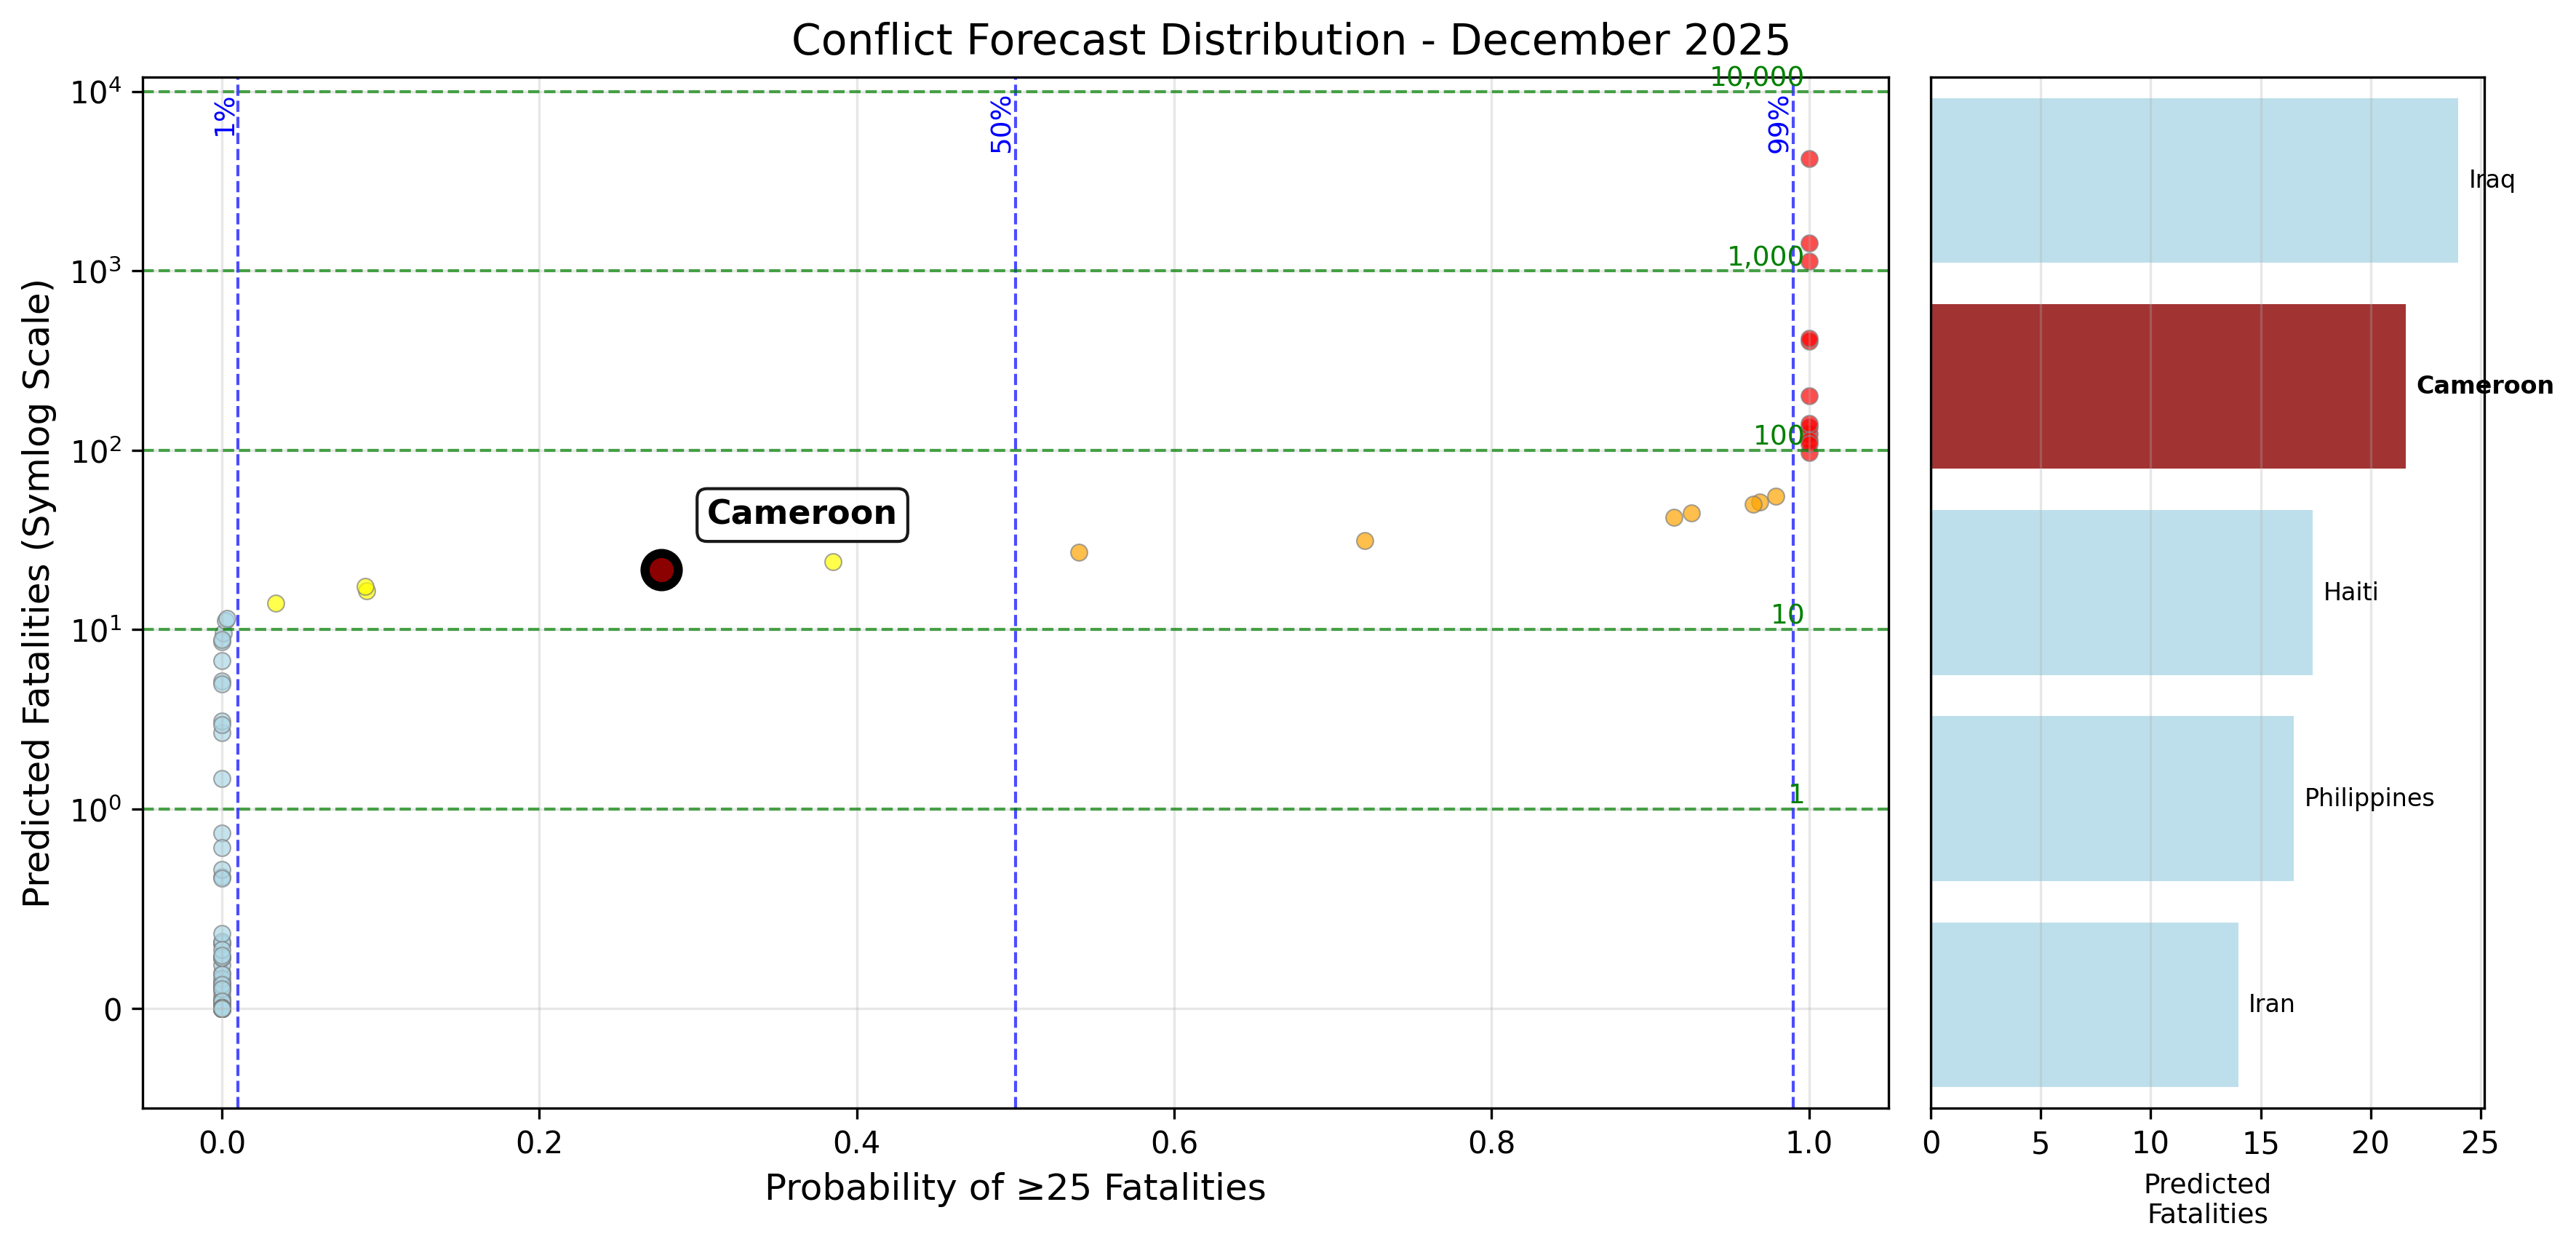 Conflict Forecast Distribution - December 2025
Predicted Fatalities (Symlog Scale)
10⁴
10³
10²
10¹
10⁰
0
1%
50%
99%
10,000
1,000
100
10
1
Cameroon
0.0
0.2
0.4
0.6
0.8
1.0
Probability of ≥25 Fatalities
Iraq
Cameroon
Haiti
Philippines
Iran
0
5
10
15
20
25
Predicted
Fatalities